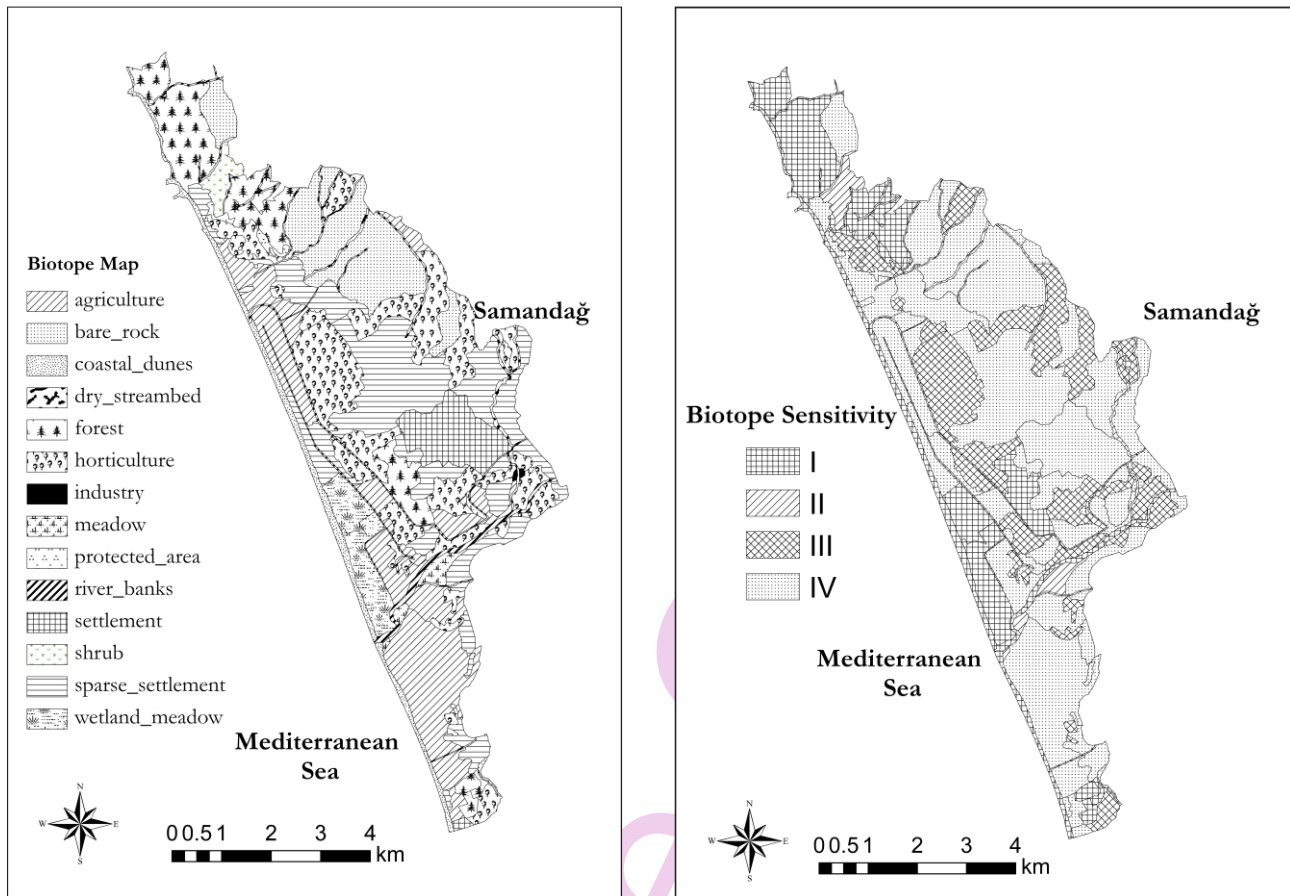 Biotope Map
agriculture
bare_rock
coastal_dunes
dry_streambed
forest
horticulture
industry
meadow
protected_area
river_banks
settlement
shrub
sparse_settlement
wetland_meadow
Samandağ
Mediterranean
Sea
N
W E
S
0 0.5 1 2 3 4
km
Samandağ
Biotope Sensitivity
I
II
III
IV
Mediterranean
Sea
N
W E
S
0 0.5 1 2 3 4
km